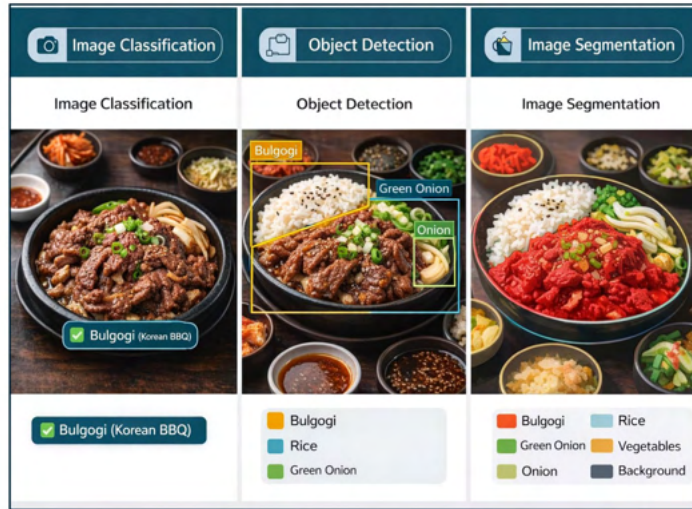 Image Classification
Object Detection
Image Segmentation
Image Classification
Object Detection
Image Segmentation
Bulgogi
Green Onion
Onion
✅ Bulgogi (Korean BBQ)
✅ Bulgogi (Korean BBQ)
Bulgogi
Rice
Green Onion
Bulgogi
Rice
Green Onion
Vegetables
Onion
Background